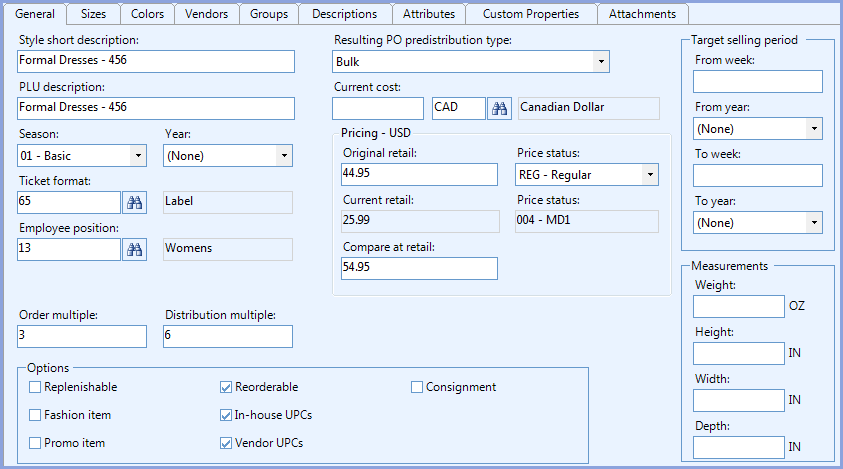 General Sizes Colors Vendors Groups Descriptions Attributes Custom Properties Attachments
Style short description:
Formal Dresses - 456
PLU description:
Formal Dresses - 456
Season: Year:
01 - Basic (None)
Ticket format:
65 Label
Employee position:
13 Womens
Order multiple: Distribution multiple:
3 6
Resulting PO predistribution type:
Bulk
Current cost:
CAD Canadian Dollar
Pricing - USD
Original retail: Price status:
44.95 REG - Regular
Current retail: Price status:
25.99 004 - MD1
Compare at retail:
54.95
Target selling period
From week:
From year:
(None)
To week:
To year:
(None)
Measurements
Weight:
OZ
Height:
IN
Width:
IN
Depth:
IN
Options
Replenishable Reorderable Consignment
Fashion item In-house UPCs
Promo item Vendor UPCs